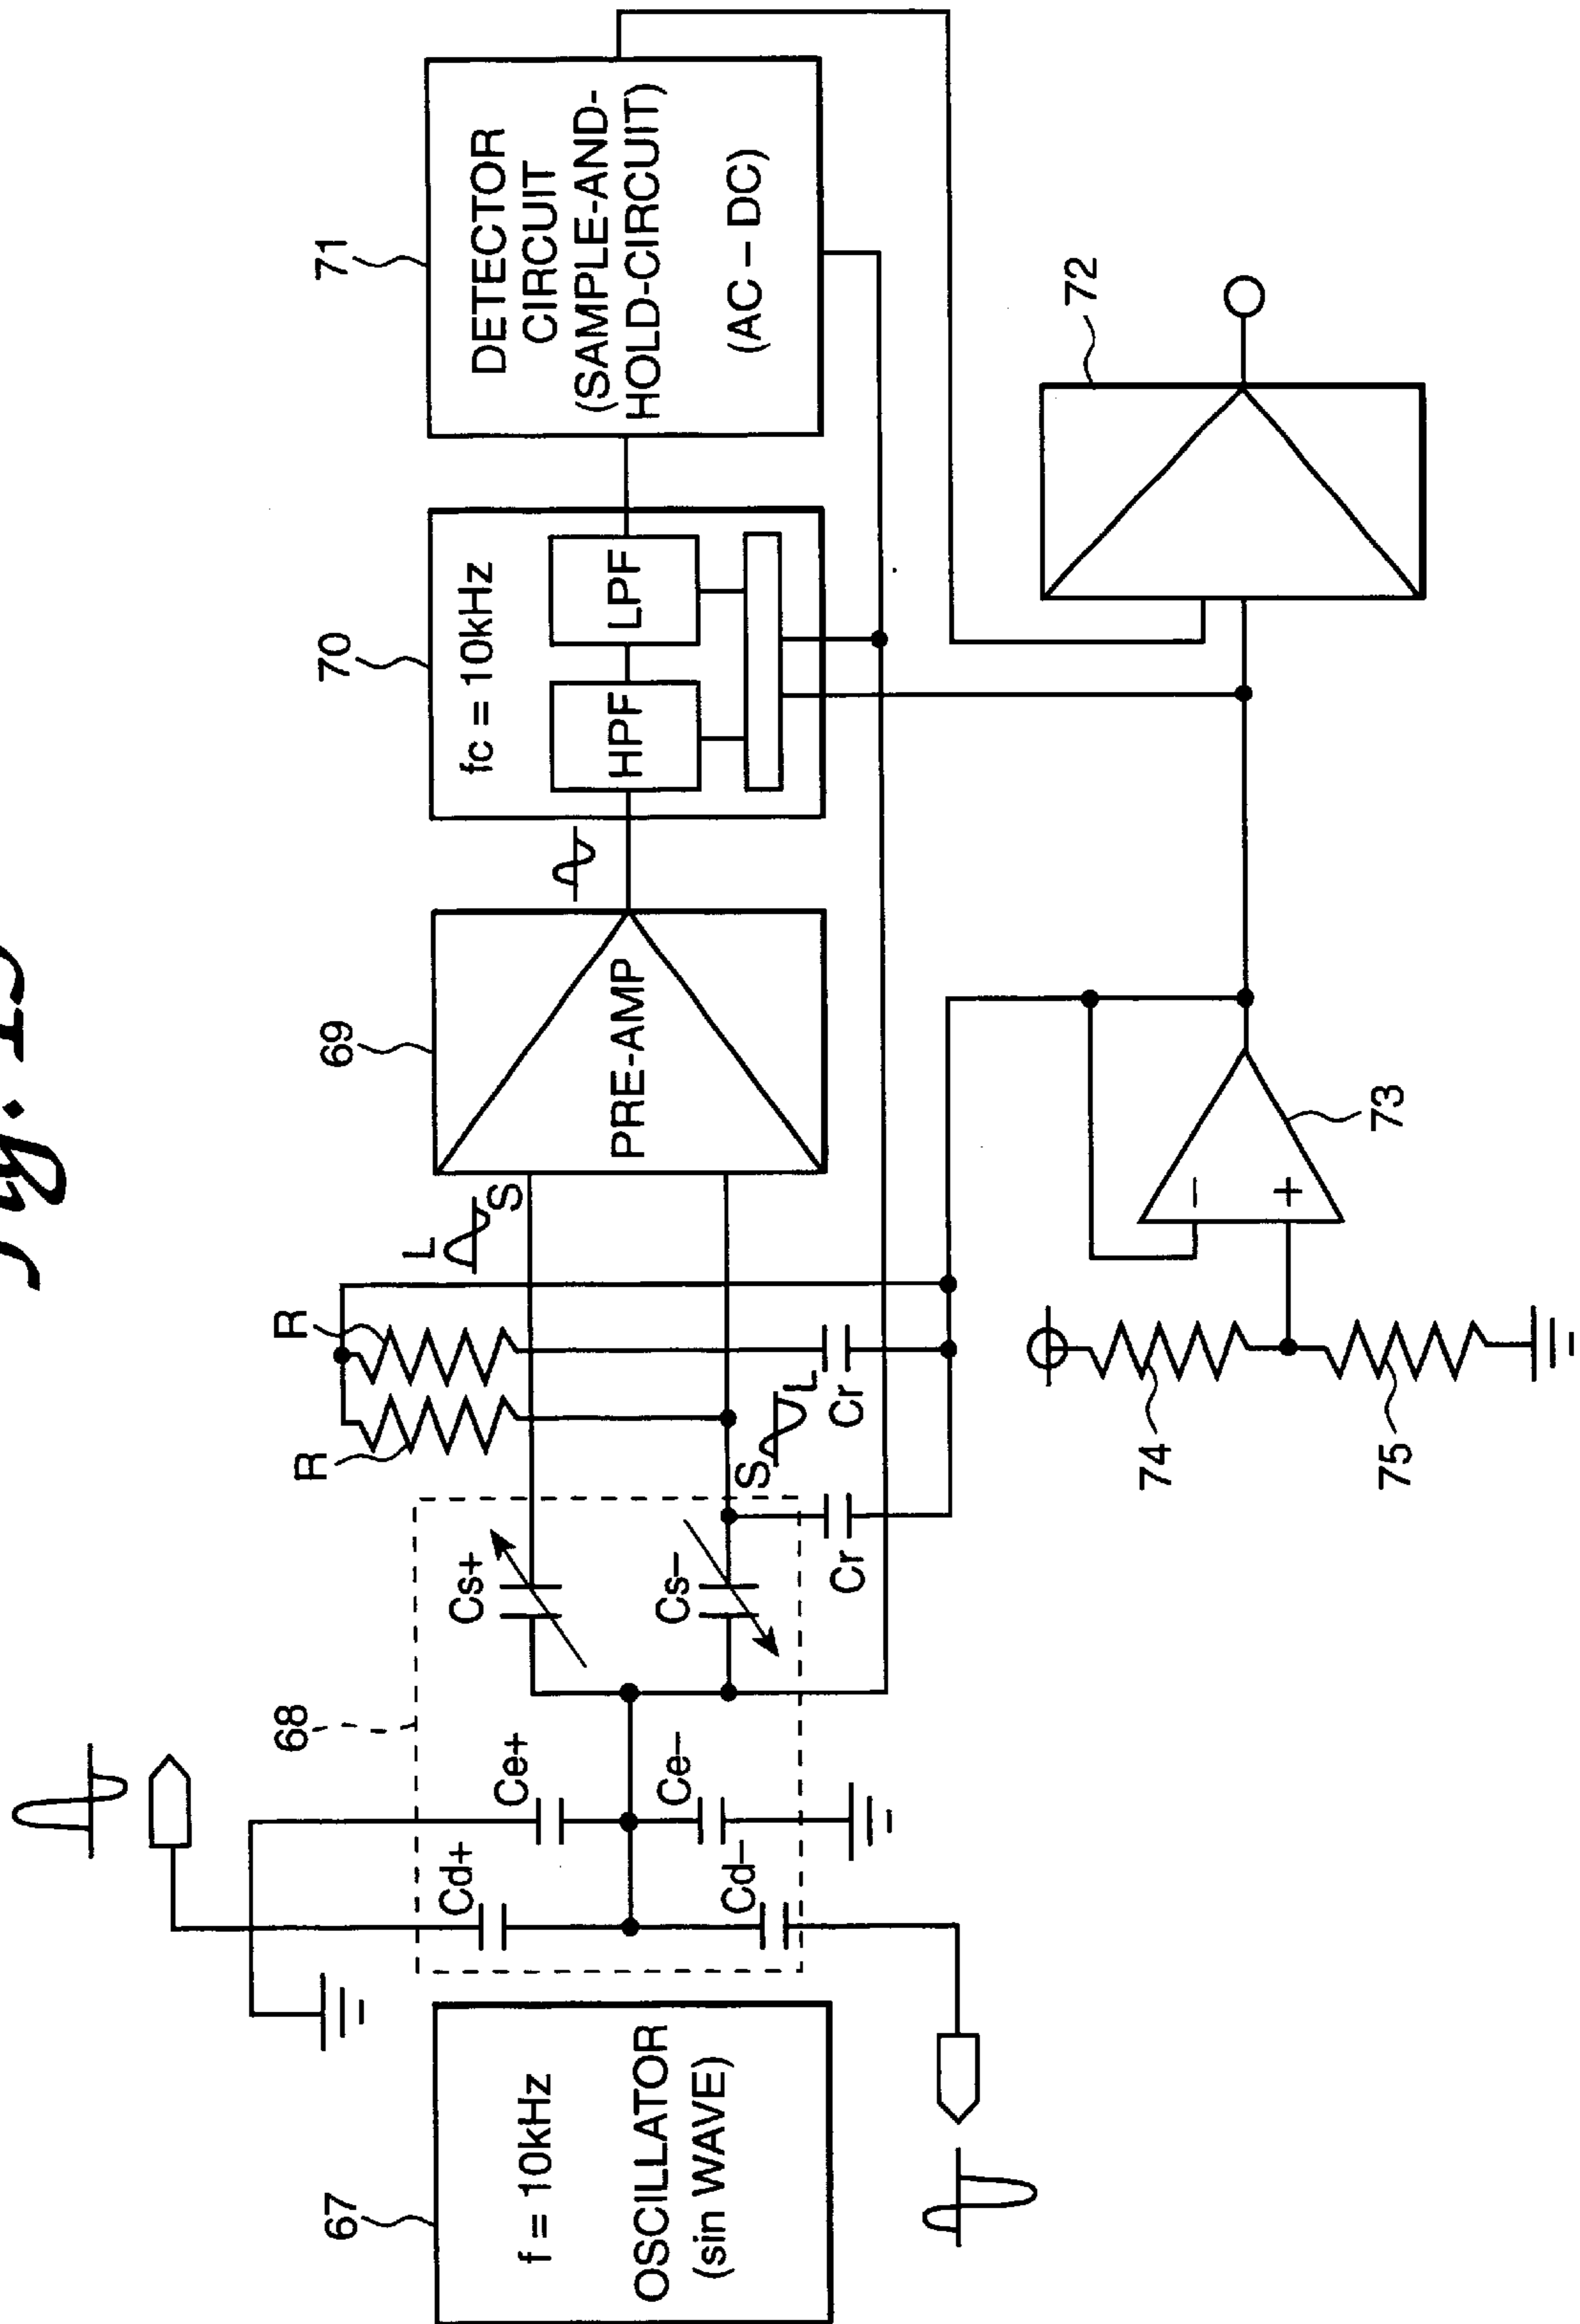 67
f = 10kHz
OSCILLATOR
(sin WAVE)
68
Cd+
Cd−
Ce+
Ce−
Cs+
Cs−
Cr
Cr
R
R
L
S
S
L
69
PRE-AMP
70
fc = 10kHz
HPF
LPF
71
DETECTOR
CIRCUIT
(SAMPLE-AND-
HOLD-CIRCUIT)
(AC – DC)
72
73
−
+
74
75